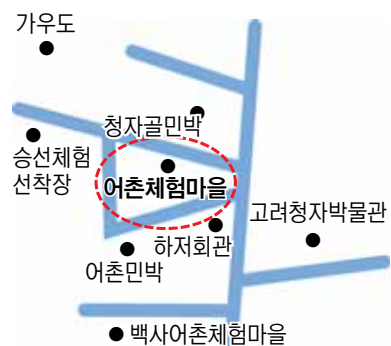 가우도
청자골민박
승선체험
선착장
어촌체험마을
고려청자박물관
하저회관
어촌민박
백사어촌체험마을